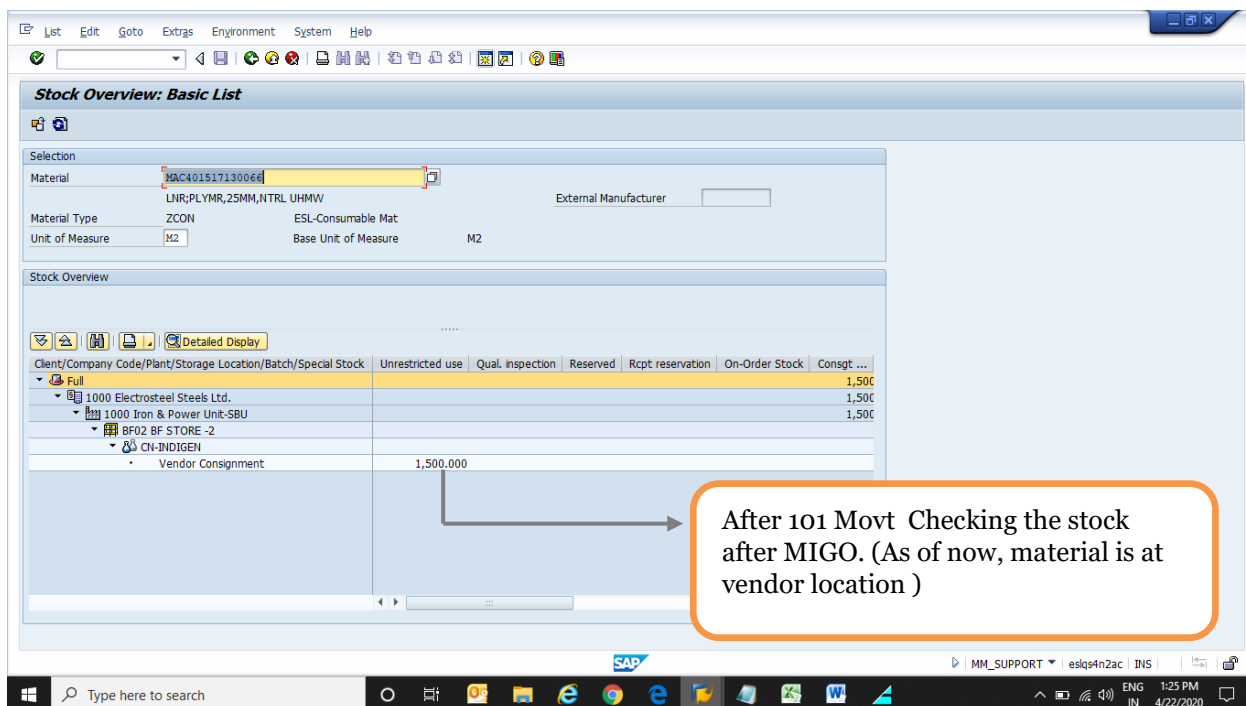 List Edit Goto Extras Environment System Help
Stock Overview: Basic List
Selection
Material MAC401517130066
LNR;PLYMR,25MM,NTRL UHMW External Manufacturer
Material Type ZCON ESL-Consumable Mat
Unit of Measure M2 Base Unit of Measure M2
Stock Overview
Detailed Display
Client/Company Code/Plant/Storage Location/Batch/Special Stock Unrestricted use Qual. inspection Reserved Rcpt reservation On-Order Stock Consgt ...
Full 1,500
1000 Electrosteel Steels Ltd. 1,500
1000 Iron & Power Unit-SBU 1,500
BF02 BF STORE -2
CN-INDIGEN
Vendor Consignment 1,500.000
After 101 Movt Checking the stock
after MIGO. (As of now, material is at
vendor location )
SAP
MM_SUPPORT eslqs4n2ac INS
Type here to search
ENG 1:25 PM
IN 4/22/2020